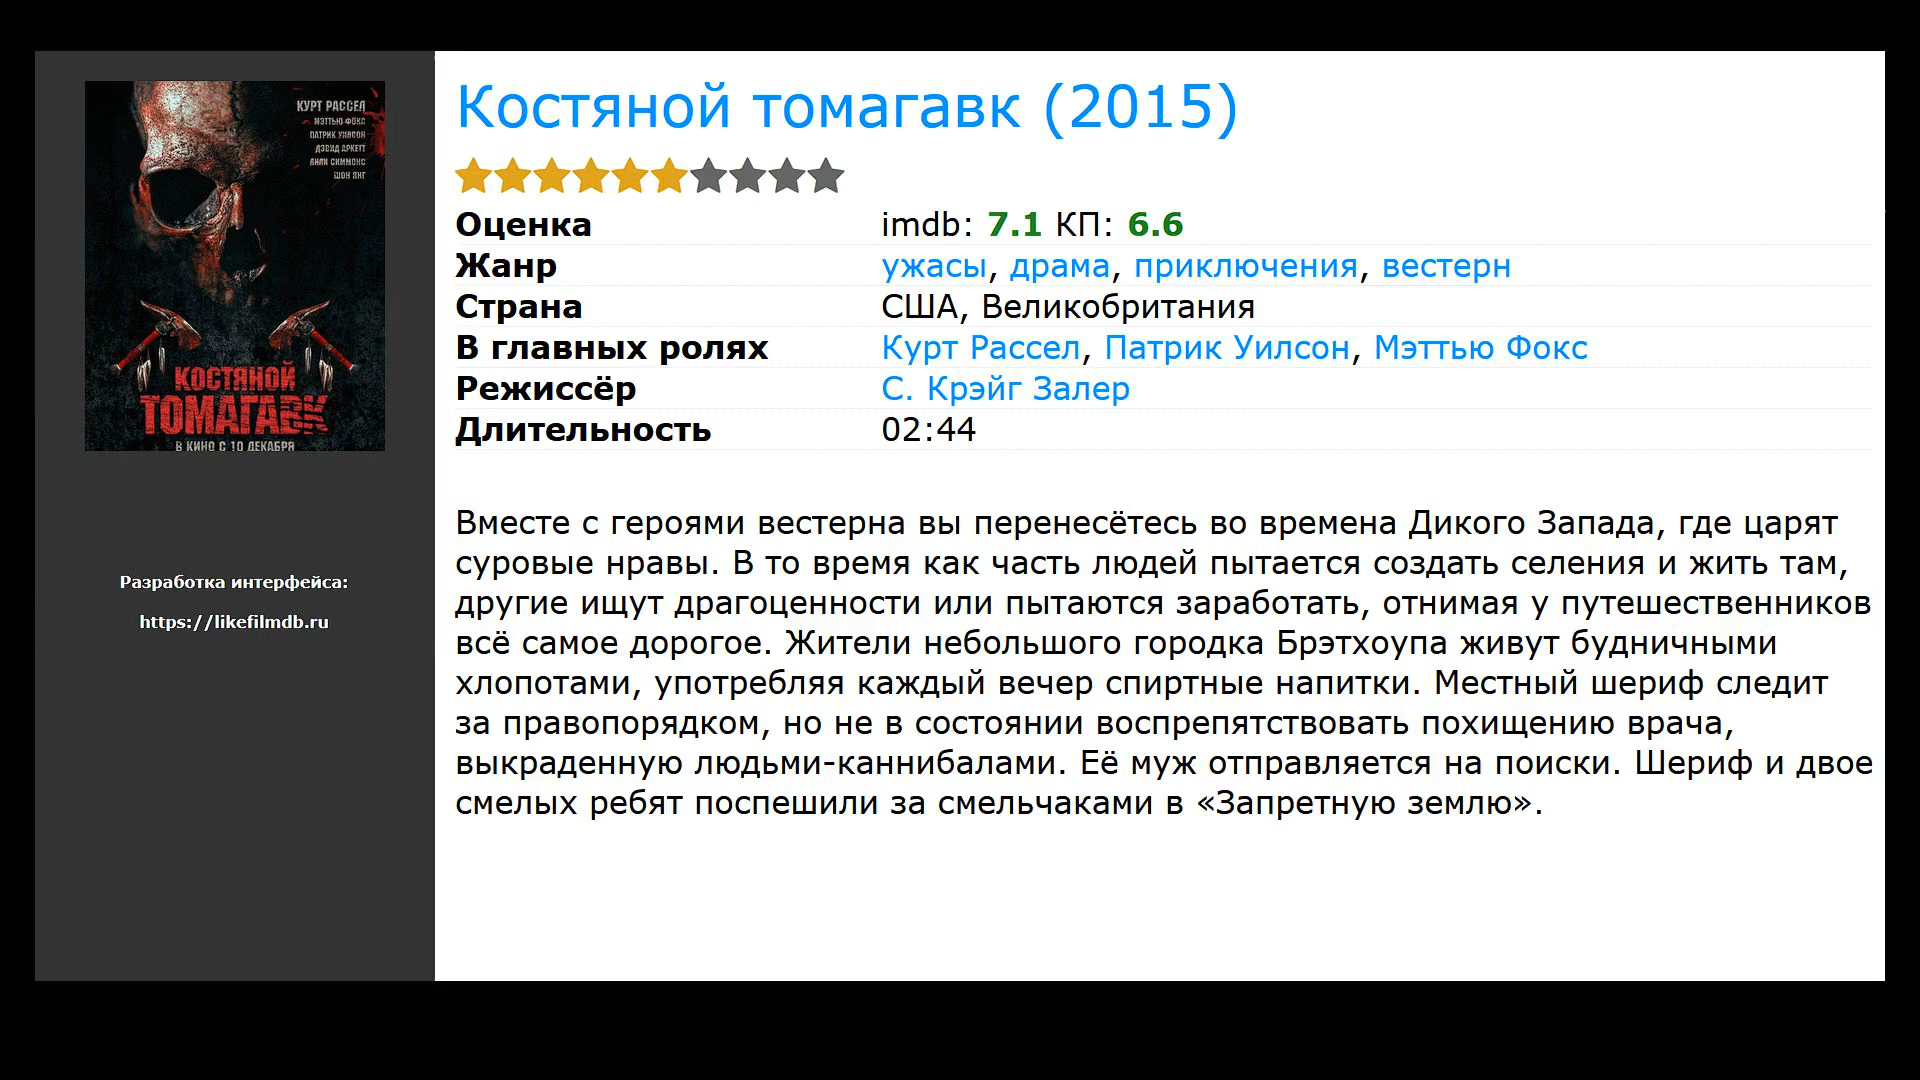 КУРТ РАССЕЛ
МЭТТЬЮ ФОКС
ПАТРИК УИЛСОН
ДЭВИД АРКЕТТ
ЛИЛИ СИММОНС
ШОН ЯНГ
КОСТЯНОЙ
ТОМАГАВК
В КИНО С 10 ДЕКАБРЯ
Разработка интерфейса:
https://likefilmdb.ru
Костяной томагавк (2015)
Оценка imdb: 7.1 КП: 6.6
Жанр ужасы, драма, приключения, вестерн
Страна США, Великобритания
В главных ролях Курт Рассел, Патрик Уилсон, Мэттью Фокс
Режиссёр С. Крэйг Залер
Длительность 02:44
Вместе с героями вестерна вы перенесётесь во времена Дикого Запада, где царят
суровые нравы. В то время как часть людей пытается создать селения и жить там,
другие ищут драгоценности или пытаются заработать, отнимая у путешественников
всё самое дорогое. Жители небольшого городка Брэтхоупа живут будничными
хлопотами, употребляя каждый вечер спиртные напитки. Местный шериф следит
за правопорядком, но не в состоянии воспрепятствовать похищению врача,
выкраденную людьми-каннибалами. Её муж отправляется на поиски. Шериф и двое
смелых ребят поспешили за смельчаками в «Запретную землю».